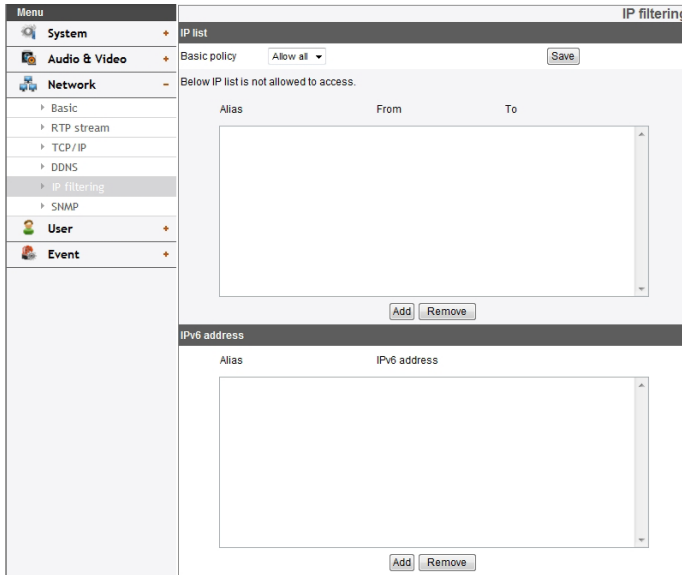 Menu
System +
Audio & Video +
Network -
Basic
RTP stream
TCP/IP
DDNS
IP filtering
SNMP
User +
Event +
IP filtering
IP list
Basic policy Allow all Save
Below IP list is not allowed to access.
Alias From To
Add Remove
IPv6 address
Alias IPv6 address
Add Remove